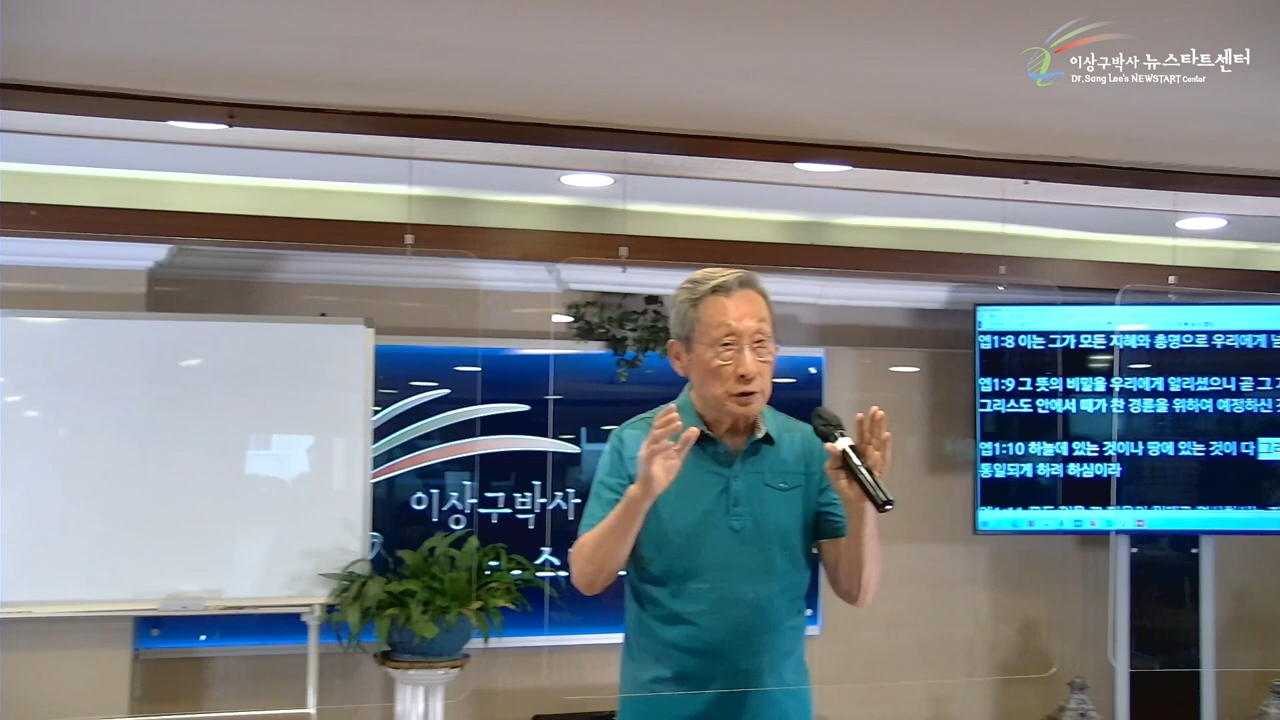 이상구박사 뉴스타트센터
Dr. Sang Lee's NEWSTART Center
이상구박사
엡1:8 이는 그가 모든 지혜와 총명으로 우리에게
엡1:9 그 뜻의 비밀을 우리에게 알리셨으니 곧 그
그리스도 안에서 때가 찬 경륜을 위하여 예정하신
엡1:10 하늘에 있는 것이나 땅에 있는 것이 다
통일되게 하려 하심이라